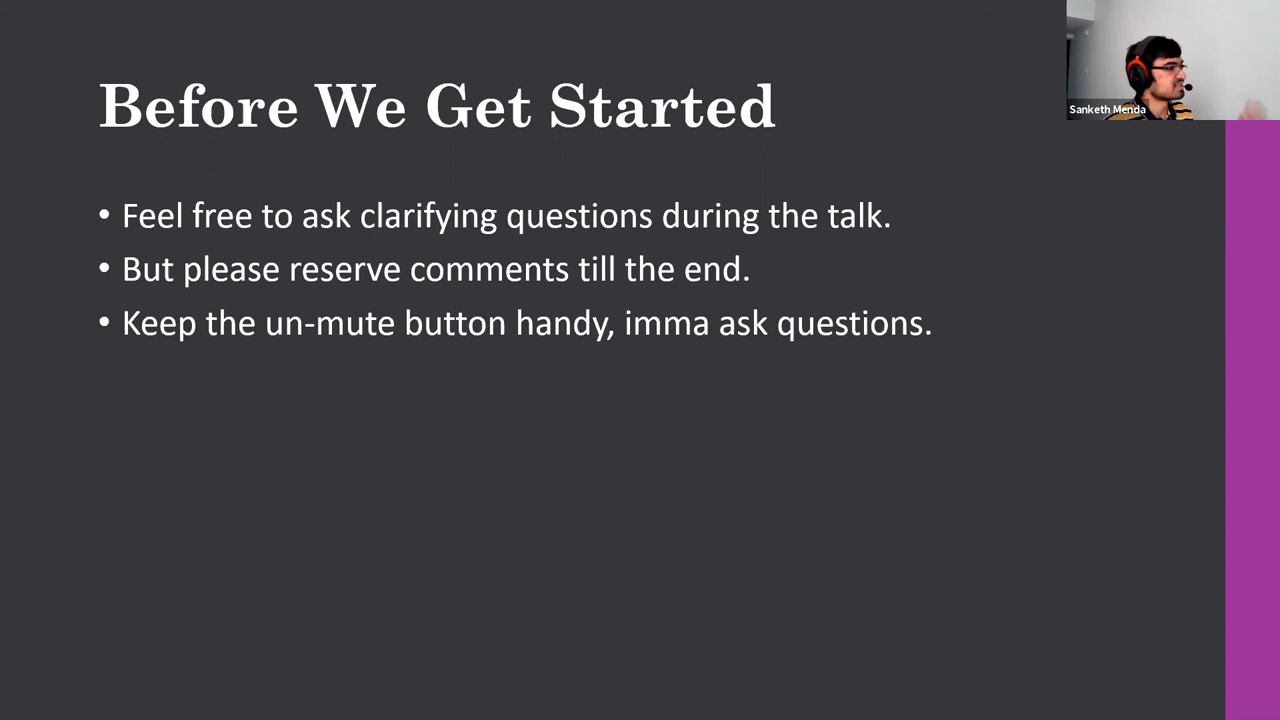 Before We Get Started
Sanketh Menda
• Feel free to ask clarifying questions during the talk.
• But please reserve comments till the end.
• Keep the un-mute button handy, imma ask questions.